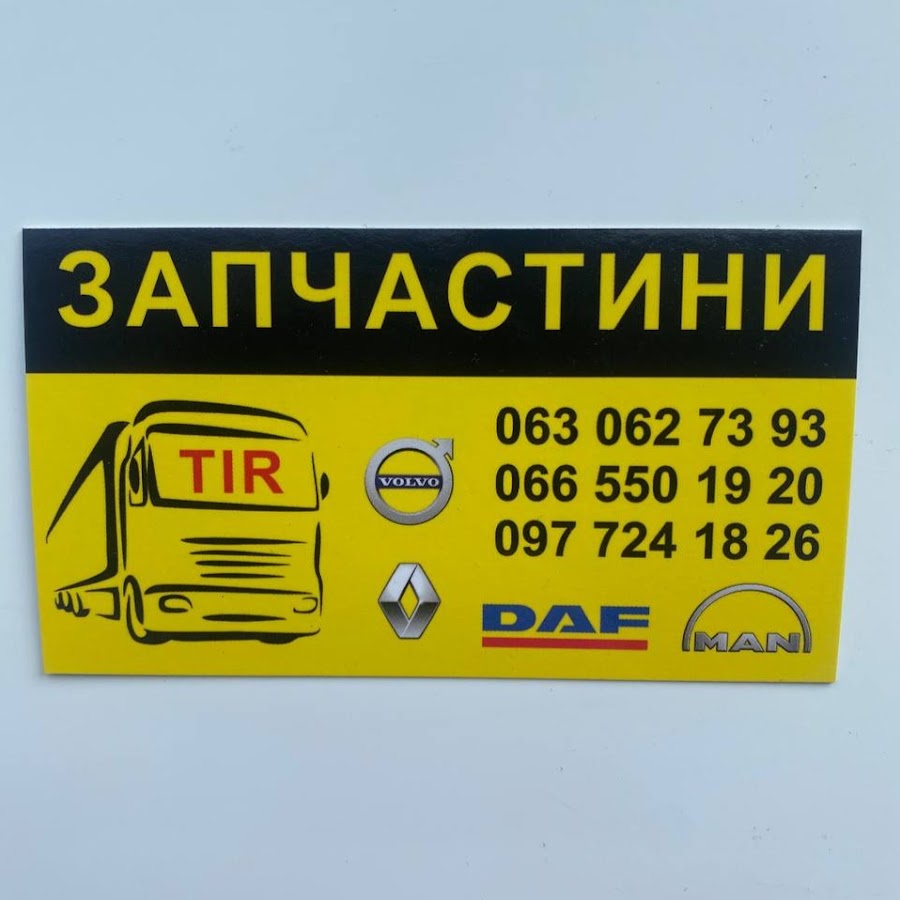 ЗАПЧАСТИНИ
TIR
VOLVO
063 062 73 93
066 550 19 20
097 724 18 26
DAF
MAN